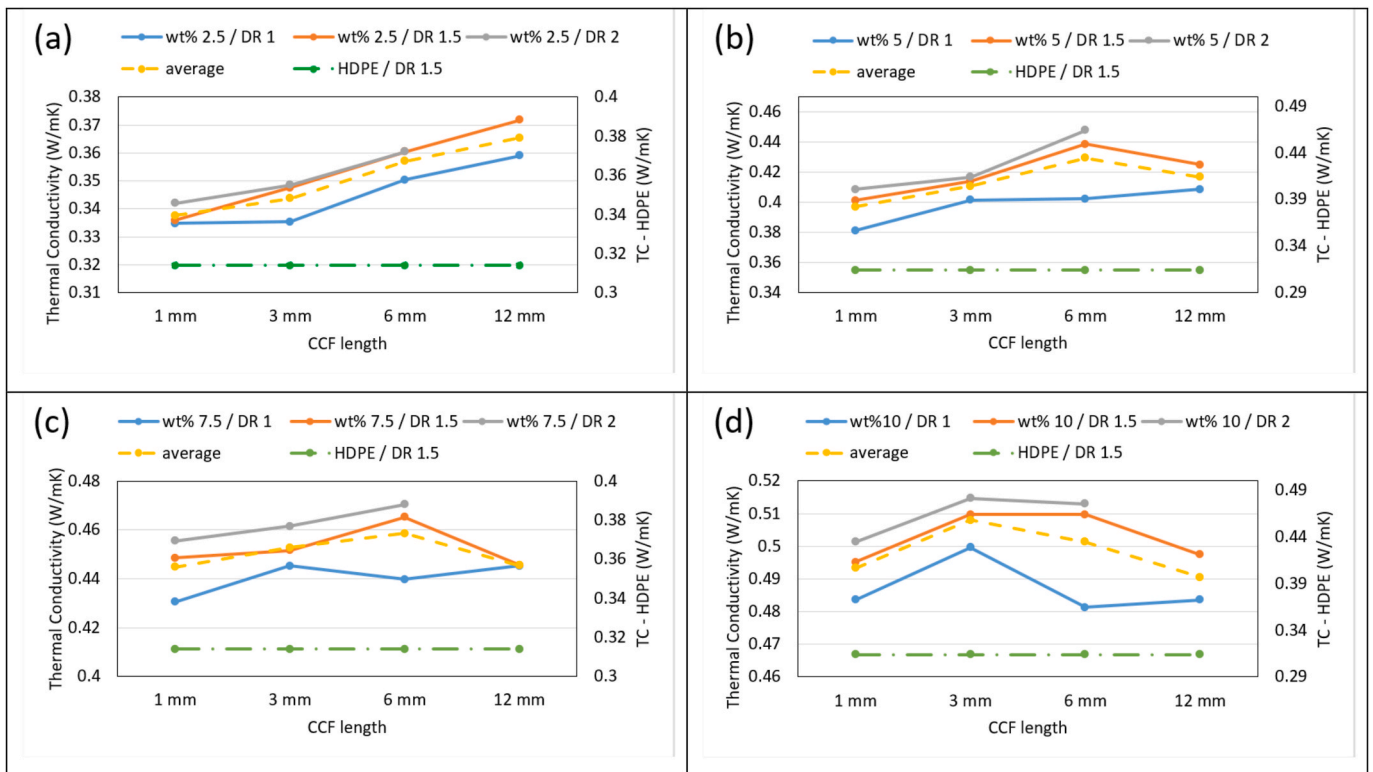 (a)
wt% 2.5 / DR 1
wt% 2.5 / DR 1.5
wt% 2.5 / DR 2
average
HDPE / DR 1.5
Thermal Conductivity (W/mK)
0.38
0.37
0.36
0.35
0.34
0.33
0.32
0.31
0.4
0.38
0.36
0.34
0.32
0.3
TC - HDPE (W/mK)
1 mm
3 mm
6 mm
12 mm
CCF length
(b)
wt% 5 / DR 1
wt% 5 / DR 1.5
wt% 5 / DR 2
average
HDPE / DR 1.5
Thermal Conductivity (W/mK)
0.46
0.44
0.42
0.4
0.38
0.36
0.34
0.49
0.44
0.39
0.34
0.29
TC - HDPE (W/mK)
1 mm
3 mm
6 mm
12 mm
CCF length
(c)
wt% 7.5 / DR 1
wt% 7.5 / DR 1.5
wt% 7.5 / DR 2
average
HDPE / DR 1.5
Thermal Conductivity (W/mK)
0.48
0.46
0.44
0.42
0.4
0.4
0.38
0.36
0.34
0.32
0.3
TC - HDPE (W/mK)
1 mm
3 mm
6 mm
12 mm
CCF length
(d)
wt%10 / DR 1
wt% 10 / DR 1.5
wt% 10 / DR 2
average
HDPE / DR 1.5
Thermal Conductivity (W/mK)
0.52
0.51
0.5
0.49
0.48
0.47
0.46
0.49
0.44
0.39
0.34
0.29
TC - HDPE (W/mK)
1 mm
3 mm
6 mm
12 mm
CCF length